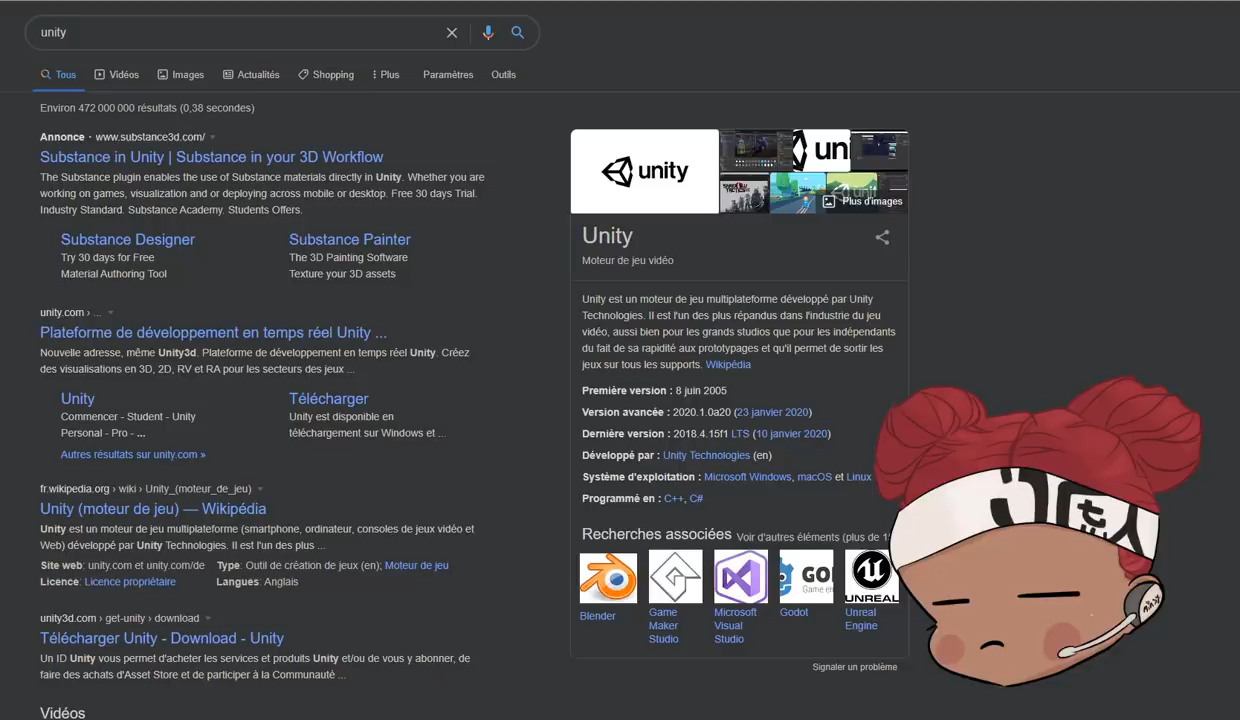 unity
Tous
Vidéos
Images
Actualités
Shopping
Plus
Paramètres
Outils
Environ 472 000 000 résultats (0,38 secondes)
Annonce · www.substance3d.com/
Substance in Unity | Substance in your 3D Workflow
The Substance plugin enables the use of Substance materials directly in Unity. Whether you are
working on games, visualization and or deploying across mobile or desktop. Free 30 days Trial.
Industry Standard. Substance Academy. Students Offers.
Substance Designer
Try 30 days for Free
Material Authoring Tool
Substance Painter
The 3D Painting Software
Texture your 3D assets
unity.com › ...
Plateforme de développement en temps réel Unity ...
Nouvelle adresse, même Unity3d. Plateforme de développement en temps réel Unity. Créez
des visualisations en 3D, 2D, RV et RA pour les secteurs des jeux ...
Unity
Commencer - Student - Unity
Personal - Pro - ...
Télécharger
Unity est disponible en
téléchargement sur Windows et ...
Autres résultats sur unity.com »
fr.wikipedia.org › wiki › Unity_(moteur_de_jeu)
Unity (moteur de jeu) — Wikipédia
Unity est un moteur de jeu multiplateforme (smartphone, ordinateur, consoles de jeux vidéo et
Web) développé par Unity Technologies. Il est l'un des plus ...
Site web: unity.com et unity.com/de
Type: Outil de création de jeux (en); Moteur de jeu
Licence: Licence propriétaire
Langues: Anglais
unity3d.com › get-unity › download
Télécharger Unity - Download - Unity
Un ID Unity vous permet d'acheter les services et produits Unity et/ou de vous y abonner, de
faire des achats d'Asset Store et de participer à la Communauté ...
Vidéos
unity
uni
SHADOW
TACTICS
Plus d'images
Unity
Moteur de jeu vidéo
Unity est un moteur de jeu multiplateforme développé par Unity
Technologies. Il est l'un des plus répandus dans l'industrie du jeu
vidéo, aussi bien pour les grands studios que pour les indépendants
du fait de sa rapidité aux prototypages et qu'il permet de sortir les
jeux sur tous les supports. Wikipédia
Première version : 8 juin 2005
Version avancée : 2020.1.0a20 (23 janvier 2020)
Dernière version : 2018.4.15f1 LTS (10 janvier 2020)
Développé par : Unity Technologies (en)
Système d'exploitation : Microsoft Windows, macOS et Linux
Programmé en : C++, C#
Recherches associées
Voir d'autres éléments (plus de 1
GO
Game en
UNREAL
Blender
Game
Maker
Studio
Microsoft
Visual
Studio
Godot
Unreal
Engine
Signaler un problème